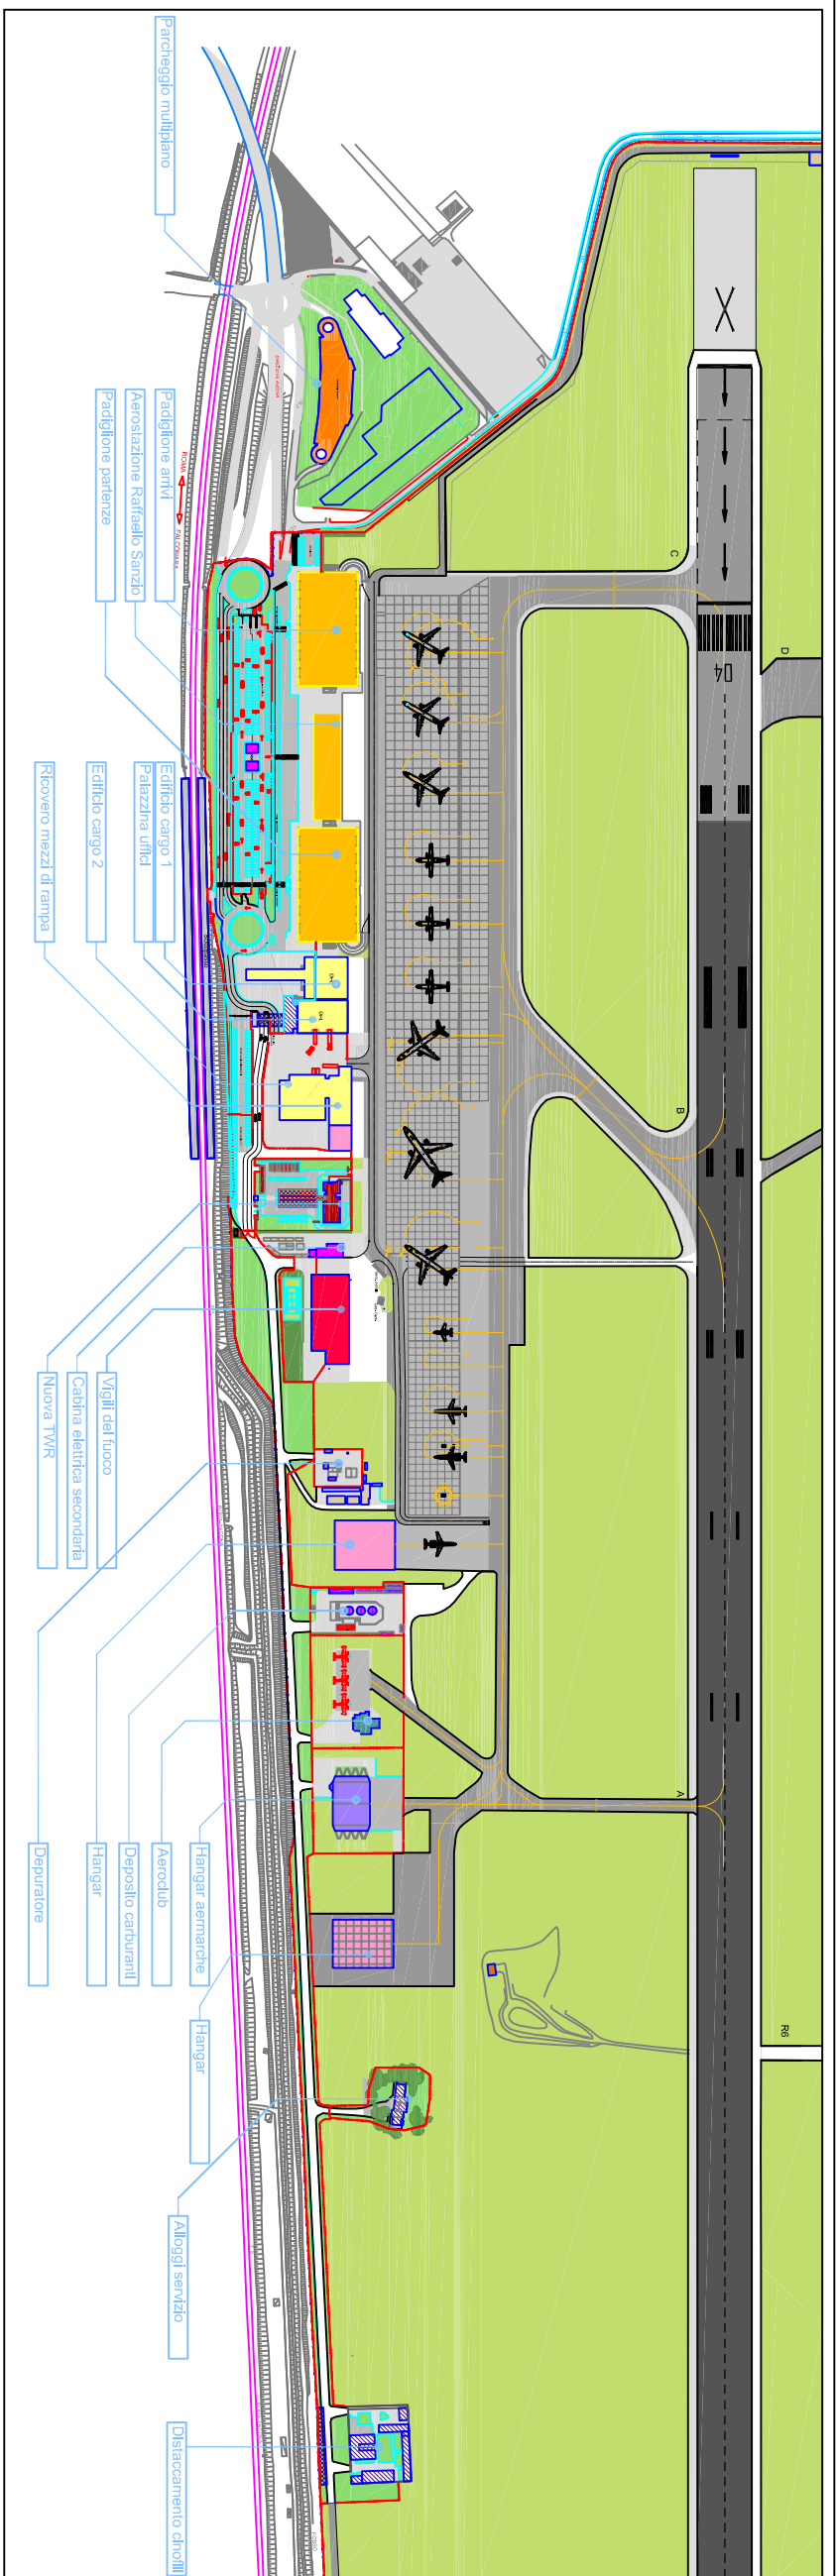 Parcheggio multipiano
Padiglione arrivi
Aerostazione Raffaello Sanzio
Padiglione partenze
Edificio cargo 1
Palazzina uffici
Edificio cargo 2
Ricovero mezzi di rampa
Vigili del fuoco
Cabina elettrica secondaria
Nuova TWR
Hangar aermarche
Aeroclub
Deposito carburanti
Hangar
Depuratore
Hangar
Alloggi servizio
Distaccamento cinofili
ROMA
FALCONARA
C
D
04
B
A
R6